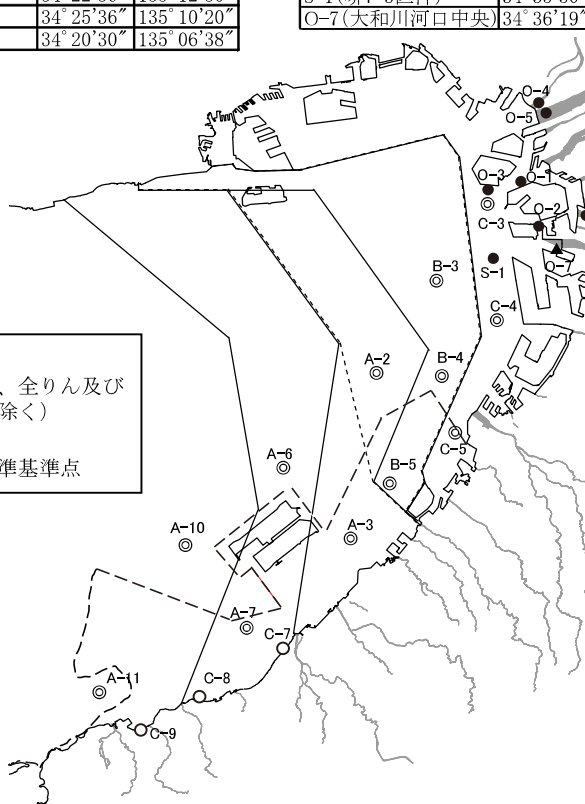 34°25′36″ 135°10′20″
34°20′30″ 135°06′38″
O-7(大和川河口中央) 34°36′19″
O-4
O-5
O-3
O-1
O-2
C-3
O-7
S-1
B-3
C-4
A-2
B-4
、全りん及び
除く)
C-5
A-6
B-5
準基準点
A-10
A-3
A-7
C-7
A-11
C-8
C-9